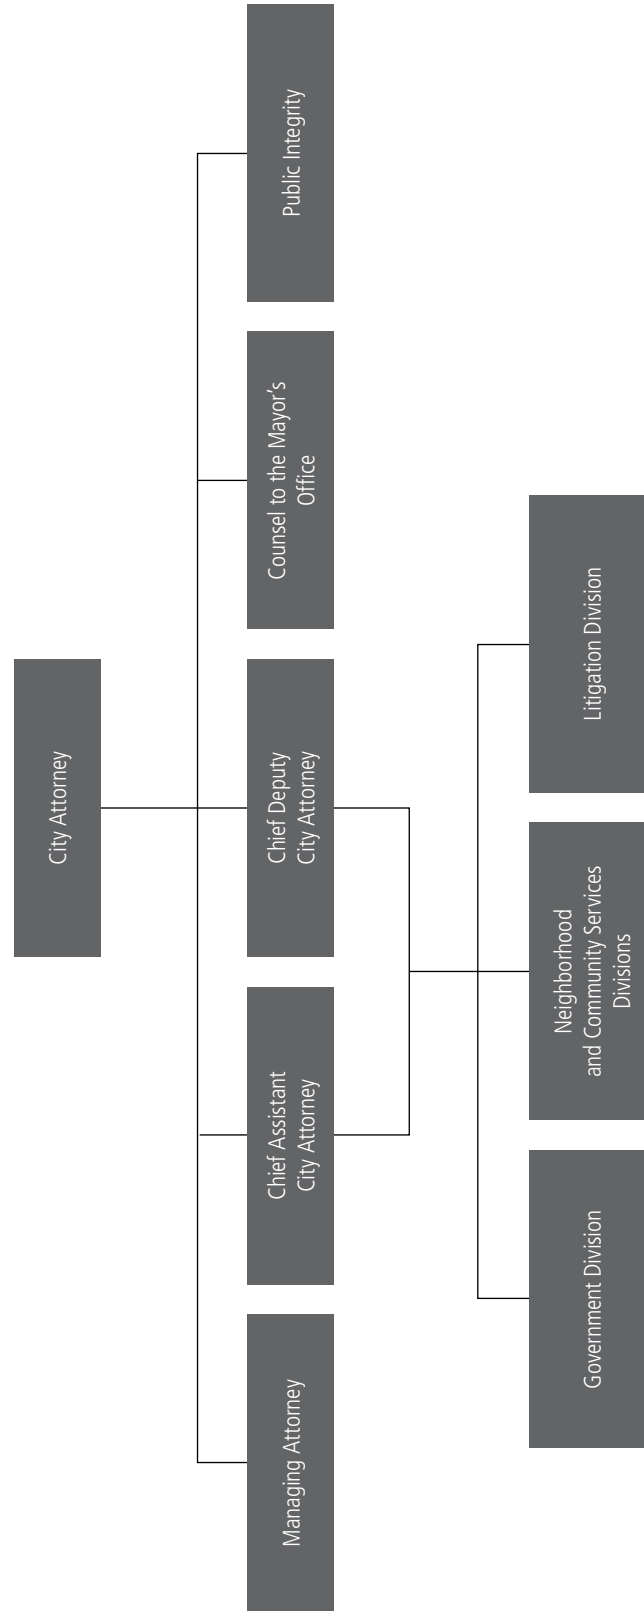 City Attorney
Managing Attorney
Chief Assistant
City Attorney
Chief Deputy
City Attorney
Counsel to the Mayor's
Office
Public Integrity
Government Division
Neighborhood
and Community Services
Divisions
Litigation Division